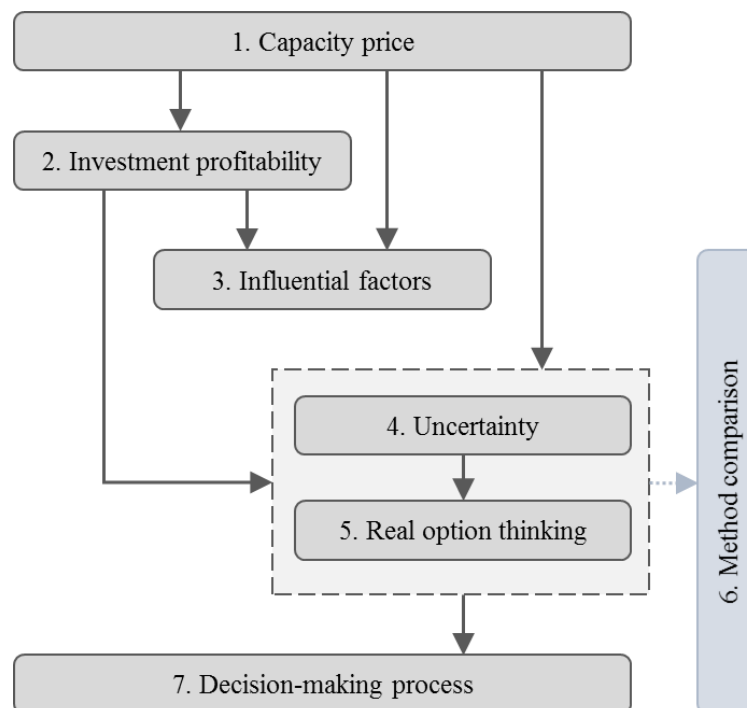 1. Capacity price
2. Investment profitability
3. Influential factors
4. Uncertainty
5. Real option thinking
6. Method comparison
7. Decision-making process